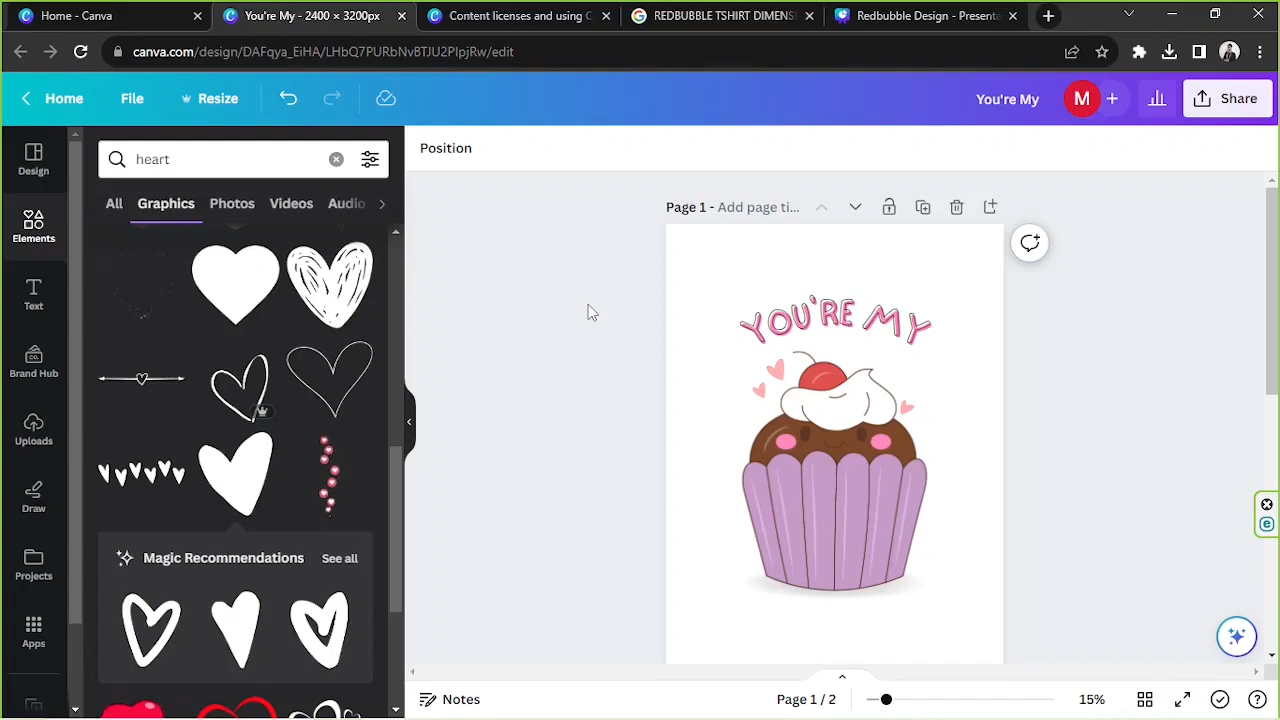 Home - Canva
You're My - 2400 × 3200px
Content licenses and using C
REDBUBBLE TSHIRT DIMENS
Redbubble Design - Presenta
canva.com/design/DAFqya_EiHA/LHbQ7PURbNvBTJU2PIpjRw/edit
Home
File
Resize
You're My
M
Share
Design
Elements
Text
Brand Hub
Uploads
Draw
Projects
Apps
heart
All
Graphics
Photos
Videos
Audio
Magic Recommendations
See all
Position
Page 1 - Add page ti...
YOU'RE MY
Notes
Page 1 / 2
15%